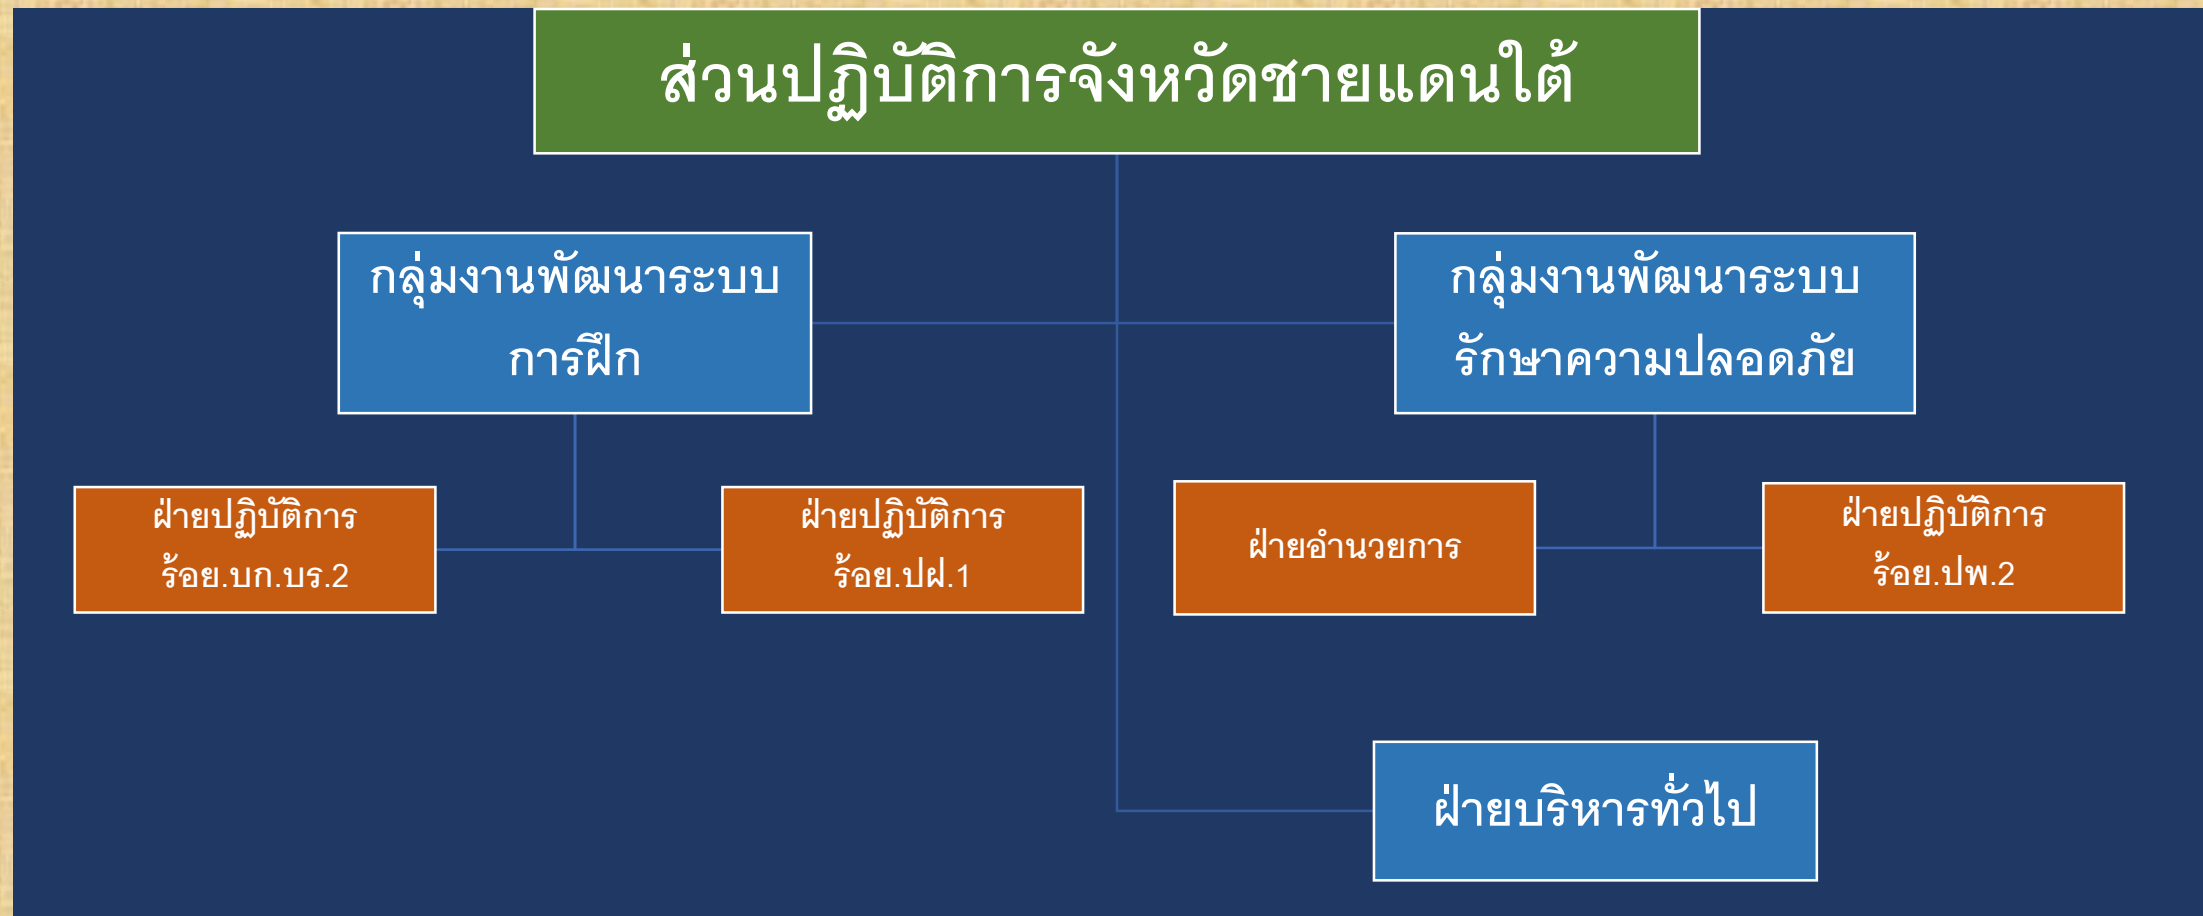 ส่วนปฏิบัติการจังหวัดชายแดนใต้
กลุ่มงานพัฒนาระบบ
การฝึก
กลุ่มงานพัฒนาระบบ
รักษาความปลอดภัย
ฝ่ายปฏิบัติการ
ร้อย.บก.บร.2
ฝ่ายปฏิบัติการ
ร้อย.ปฝ.1
ฝ่ายอำนวยการ
ฝ่ายปฏิบัติการ
ร้อย.ปพ.2
ฝ่ายบริหารทั่วไป